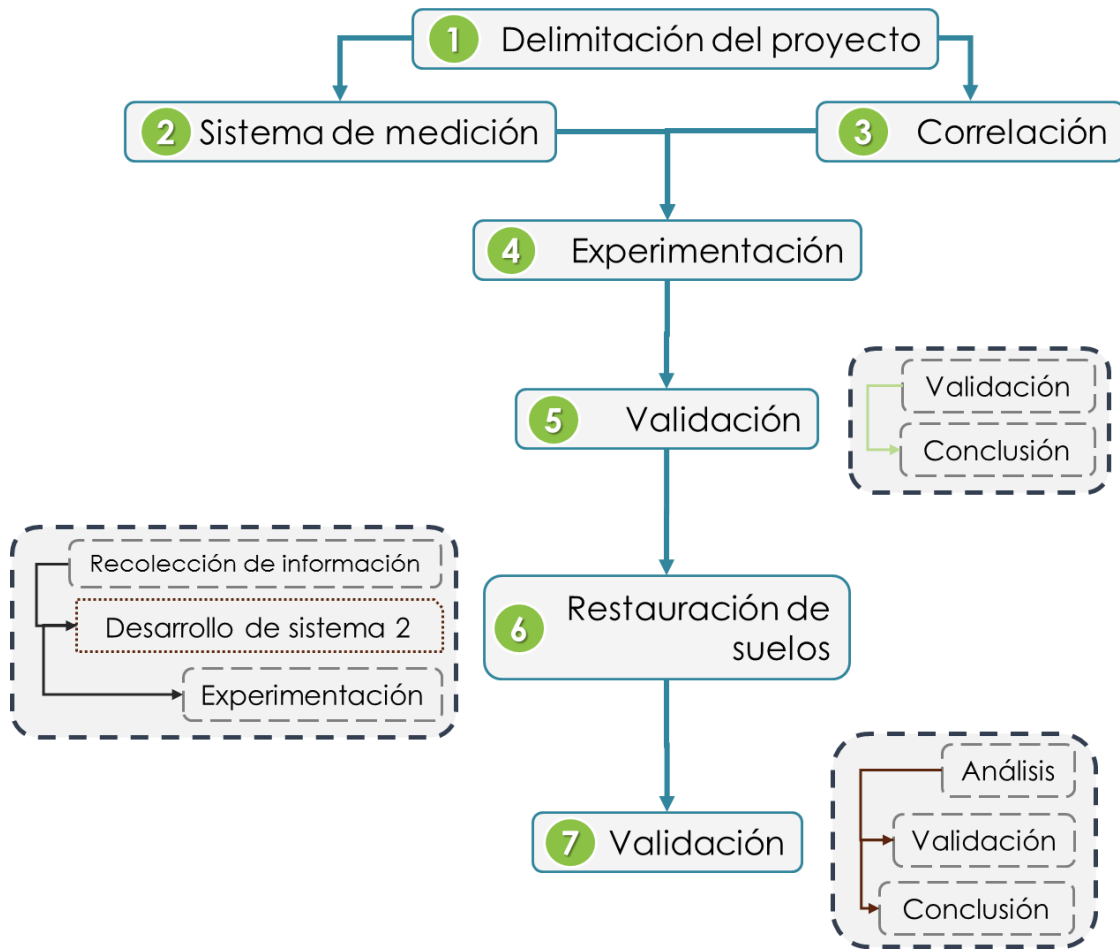 1 Delimitación del proyecto
2 Sistema de medición
3 Correlación
4 Experimentación
5 Validación
Validación
Conclusión
Recolección de información
Desarrollo de sistema 2
Experimentación
6 Restauración de
suelos
7 Validación
Análisis
Validación
Conclusión